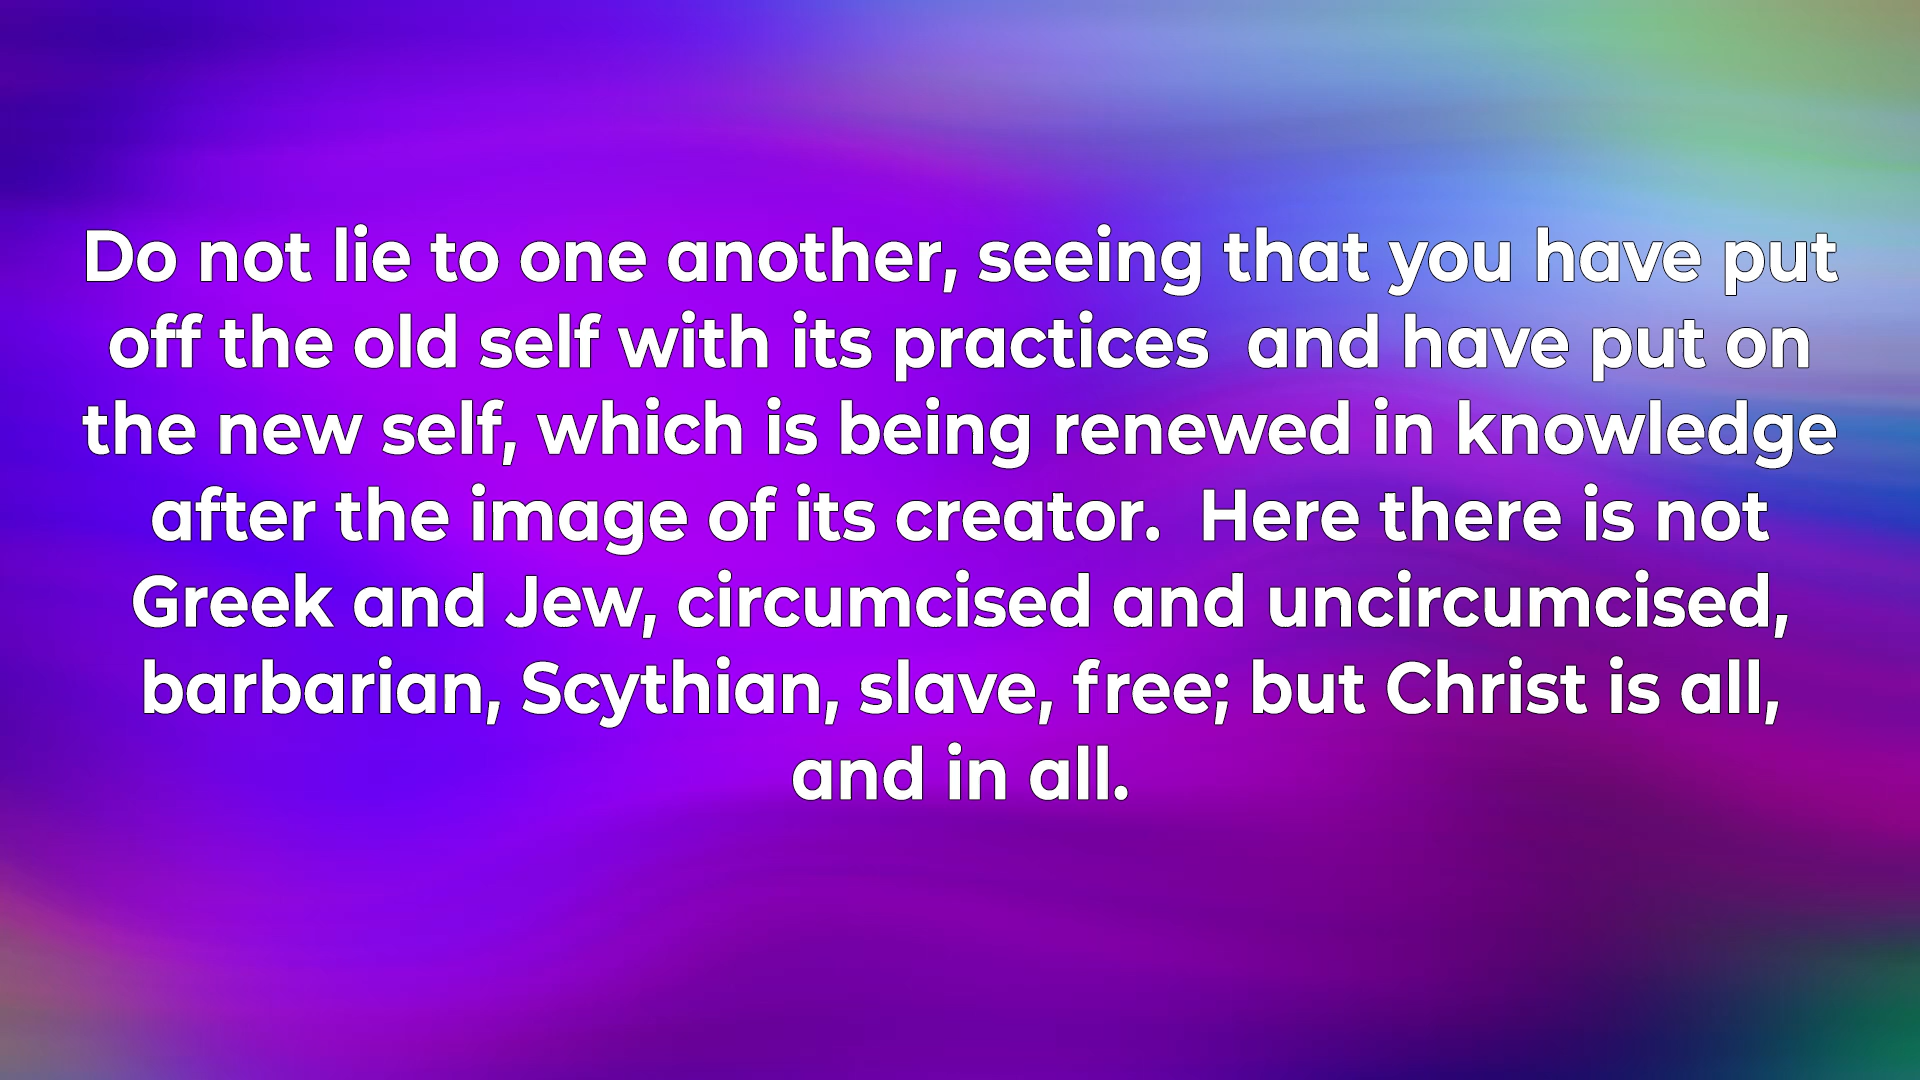 Do not lie to one another, seeing that you have put
off the old self with its practices  and have put on
the new self, which is being renewed in knowledge
after the image of its creator.  Here there is not
Greek and Jew, circumcised and uncircumcised,
barbarian, Scythian, slave, free; but Christ is all,
and in all.